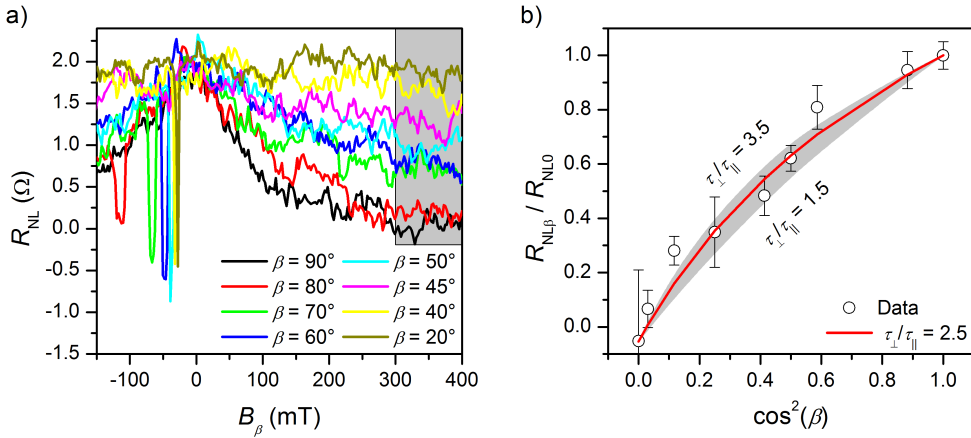 a)
2.0
1.5
1.0
0.5
0.0
-0.5
-1.0
-1.5
R_NL (Ω)
-100 0 100 200 300 400
B_β (mT)
β = 90° β = 50°
β = 80° β = 45°
β = 70° β = 40°
β = 60° β = 20°
b)
1.0
0.8
0.6
0.4
0.2
0.0
R_NLβ / R_NL0
τ⊥/τ|| = 3.5
τ⊥/τ|| = 1.5
Data
τ⊥/τ|| = 2.5
0.0 0.2 0.4 0.6 0.8 1.0
cos²(β)